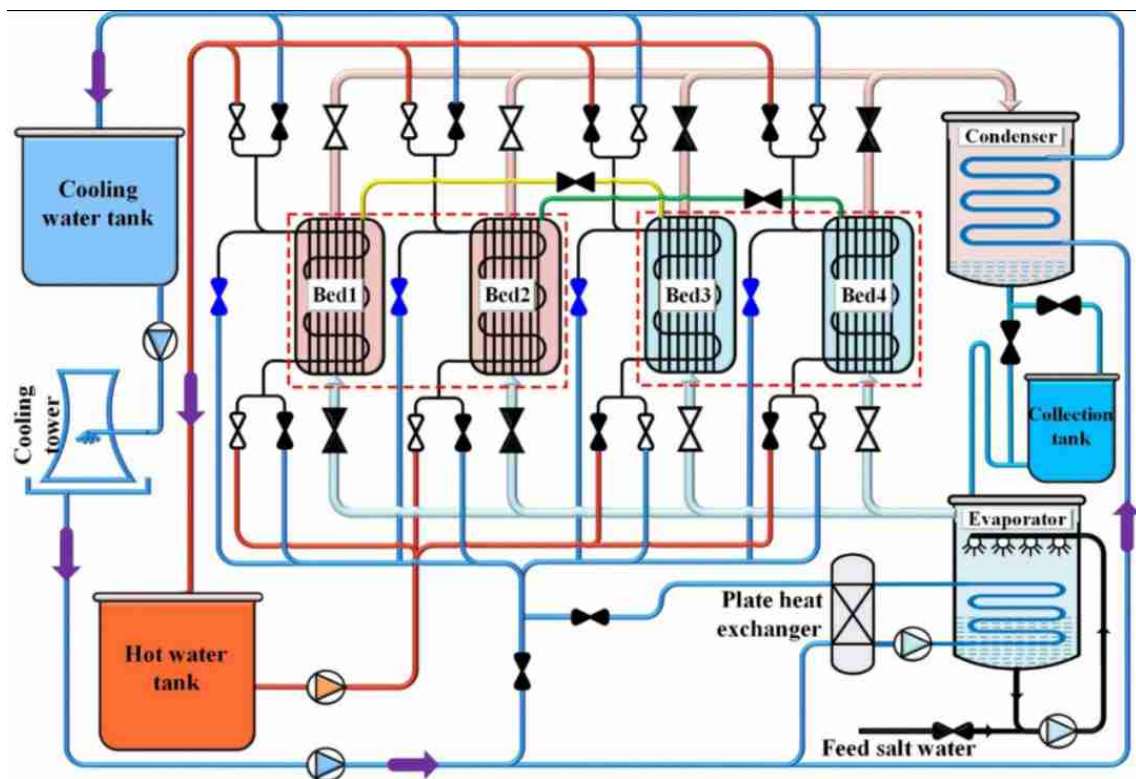 Condenser
Cooling
water tank
Bed1
Bed2
Bed3
Bed4
Cooling
tower
Collection
tank
Evaporator
Plate heat
exchanger
Hot water
tank
Feed salt water